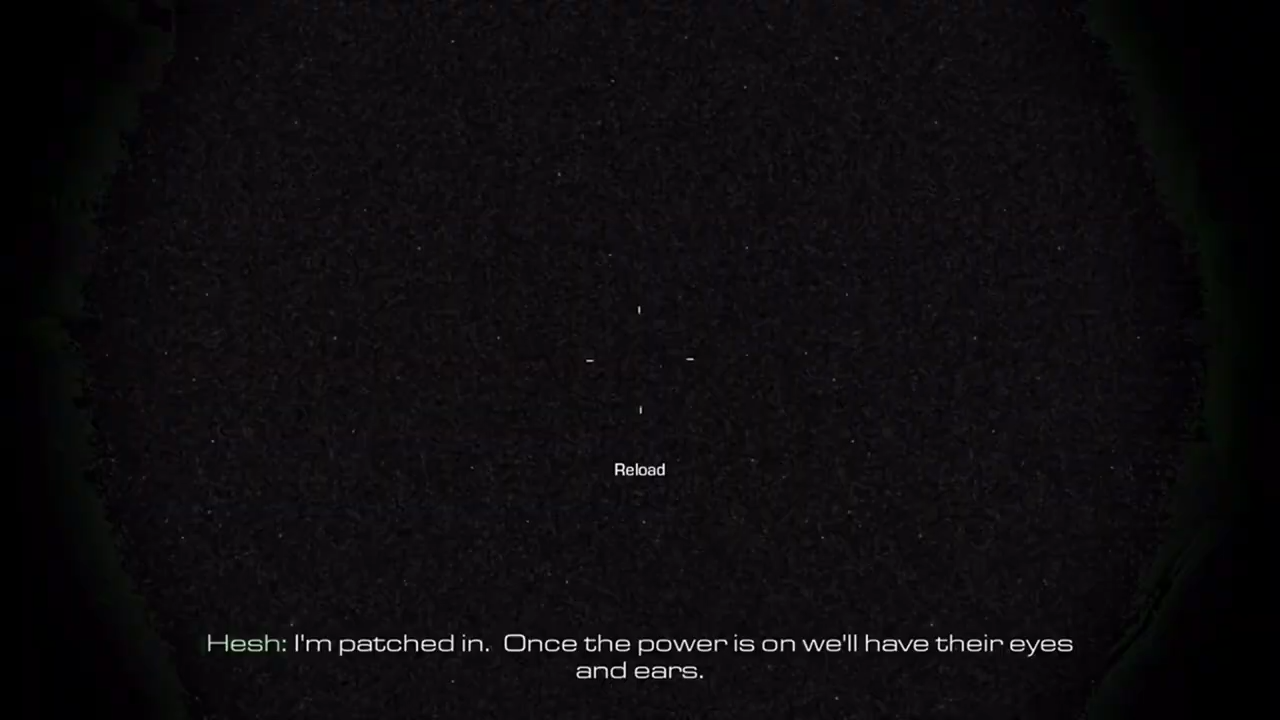 Reload
Hesh: I'm patched in.  Once the power is on we'll have their eyes
and ears.